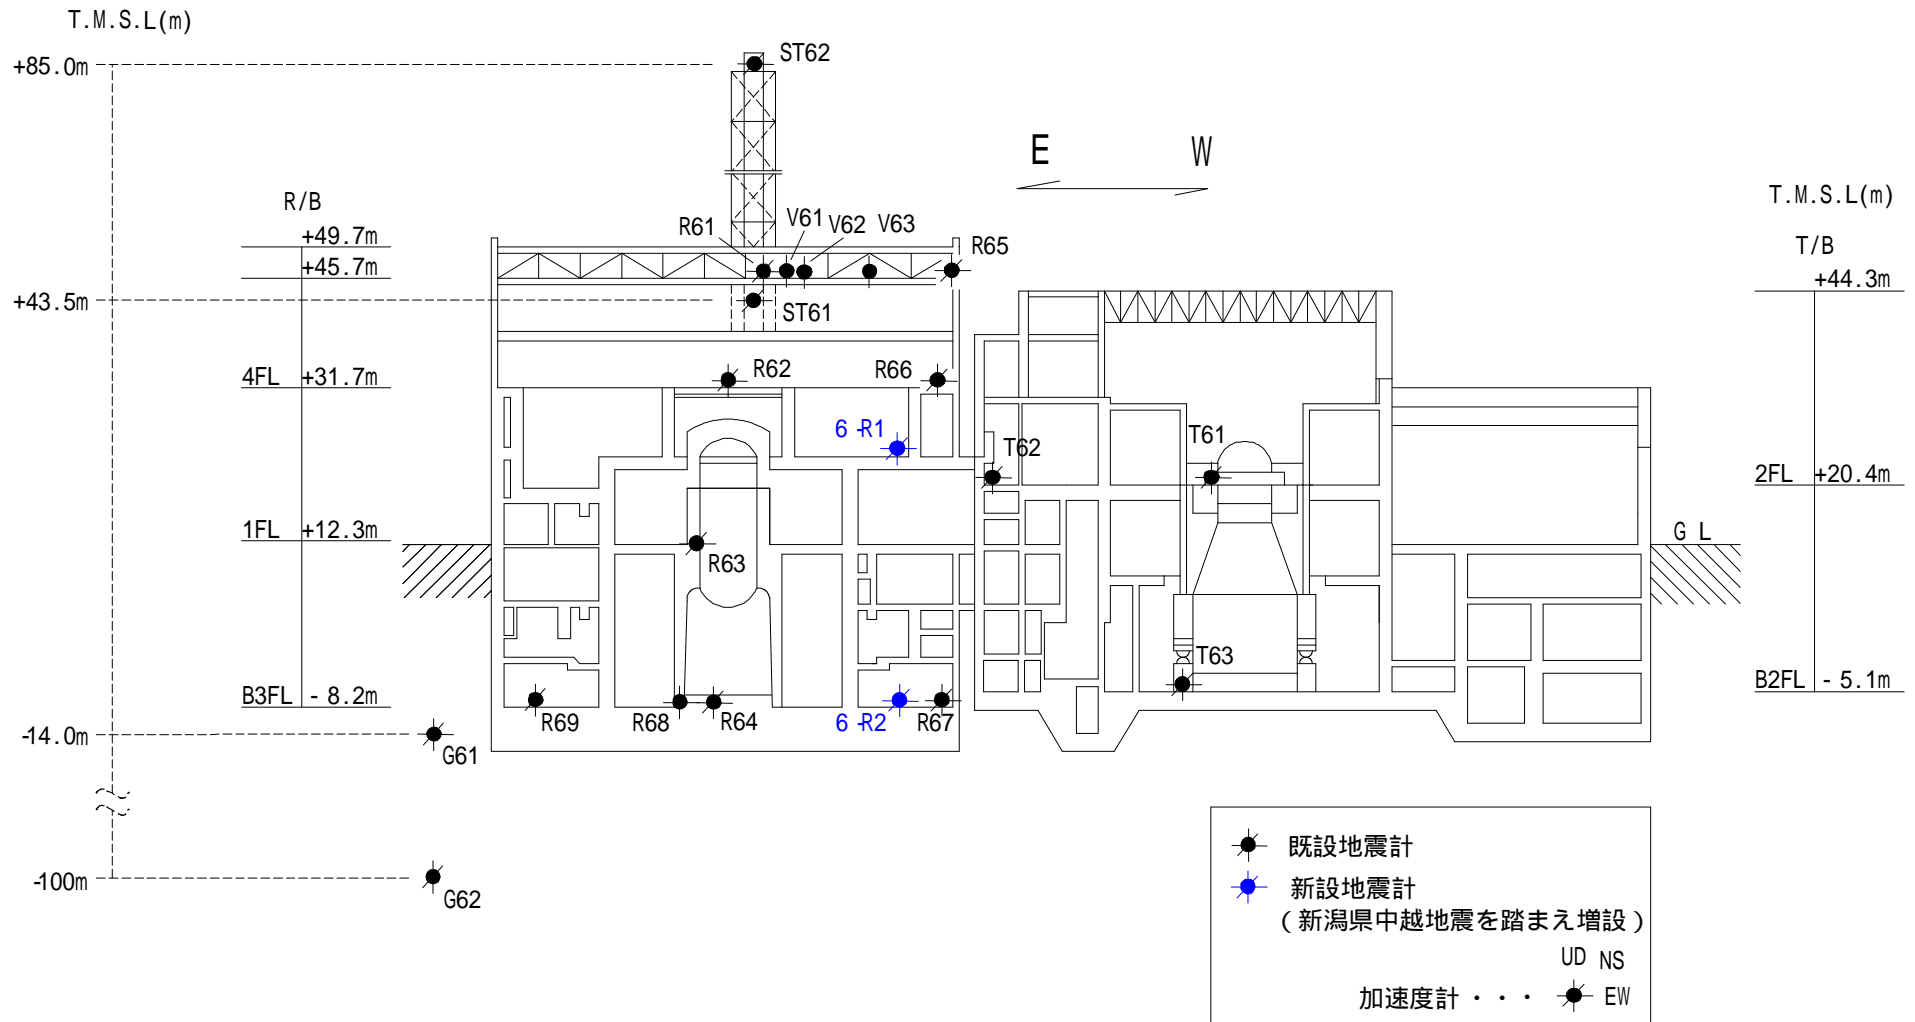 T.M.S.L(m)
+85.0m
ST62
E W
R/B
+49.7m
+45.7m
+43.5m
R61
V61
V62
V63
R65
ST61
T.M.S.L(m)
T/B
+44.3m
4FL +31.7m
R62
R66
6-R1
T62
T61
2FL +20.4m
1FL +12.3m
R63
G L
T63
B3FL - 8.2m
R69
R68
R64
6-R2
R67
B2FL - 5.1m
-14.0m
G61
-100m
G62
既設地震計
新設地震計
(新潟県中越地震を踏まえ増設)
UD NS
加速度計・・・ EW